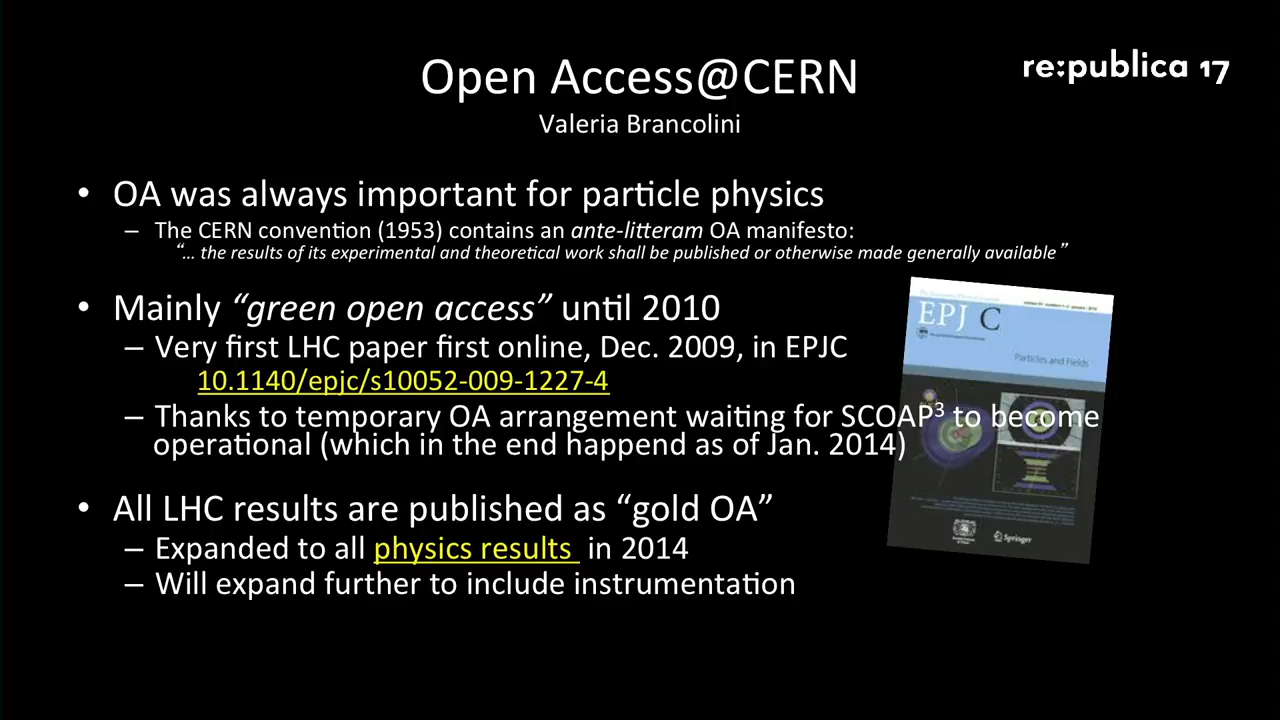 Open Access@CERN
re:publica 17
Valeria Brancolini
• OA was always important for particle physics
– The CERN convention (1953) contains an ante-litteram OA manifesto:
“… the results of its experimental and theoretical work shall be published or otherwise made generally available”
• Mainly “green open access” until 2010
– Very first LHC paper first online, Dec. 2009, in EPJC
10.1140/epjc/s10052-009-1227-4
– Thanks to temporary OA arrangement waiting for SCOAP³ to become
operational (which in the end happend as of Jan. 2014)
• All LHC results are published as “gold OA”
– Expanded to all physics results in 2014
– Will expand further to include instrumentation
EPJ C
Particles and Fields
Springer